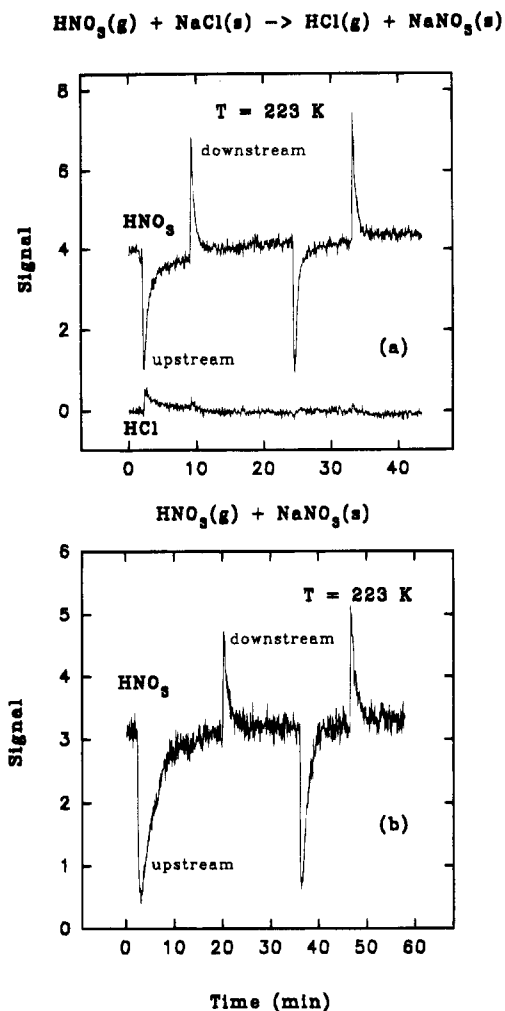 HNO₃(g) + NaCl(s) -> HCl(g) + NaNO₃(s)
8
6
4
2
0
Signal
T = 223 K
downstream
HNO₃
upstream
(a)
HCl
0 10 20 30 40
HNO₃(g) + NaNO₃(s)
6
5
4
3
2
1
0
Signal
T = 223 K
downstream
HNO₃
upstream
(b)
0 10 20 30 40 50 60
Time (min)